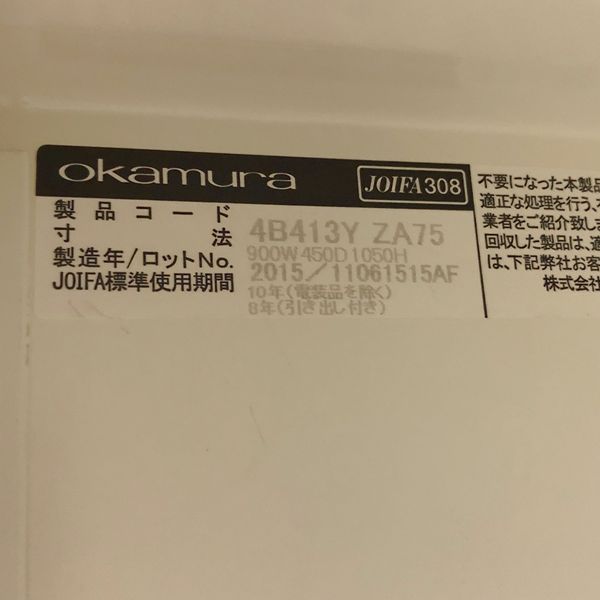 okamura
JOIFA308
製品コード 4B413Y ZA75
寸法 900W450D1050H
製造年/ロットNo. 2015/11061515AF
JOIFA標準使用期間 10年(電装品を除く)
8年(引き出し付き)
不要になった本製品
適正な処理を行う、
業者をご紹介致し
回収した製品は、適
は、下記弊社お客
株式会社